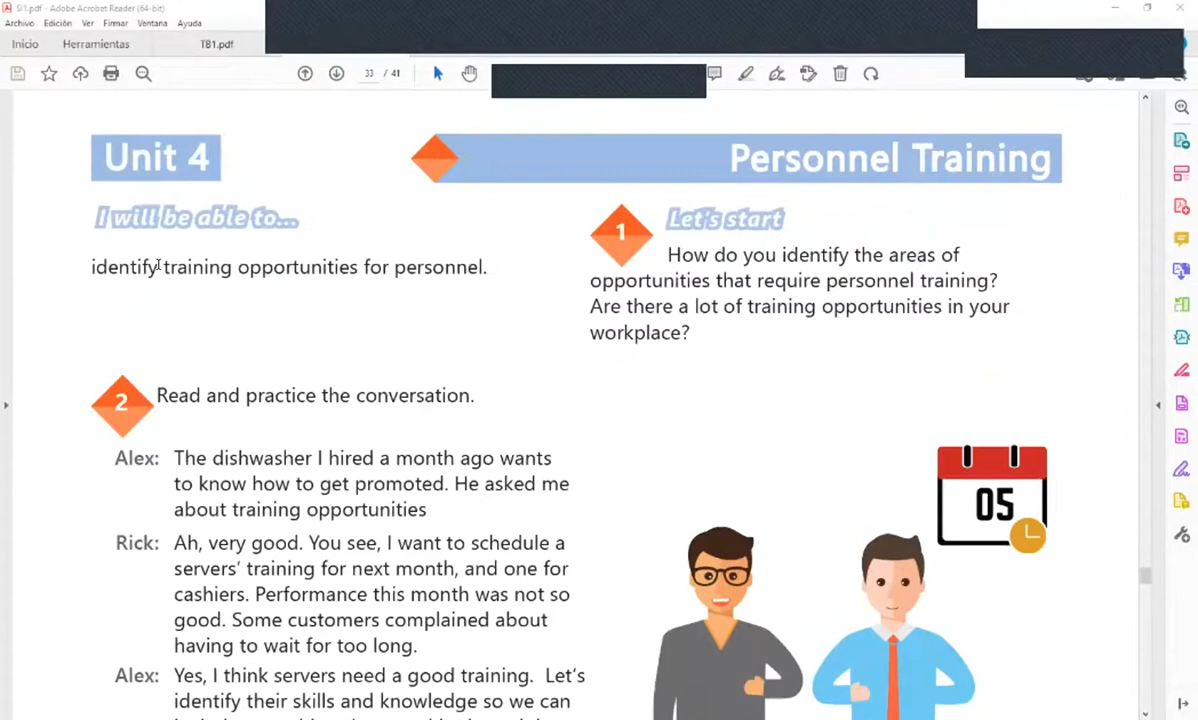 S!1.pdf - Adobe Acrobat Reader (64-bit)
Archivo Edición Ver Firmar Ventana Ayuda
Inicio Herramientas TB1.pdf
33 / 41
Unit 4
Personnel Training
I will be able to...
identify training opportunities for personnel.
1 Let's start
How do you identify the areas of
opportunities that require personnel training?
Are there a lot of training opportunities in your
workplace?
2 Read and practice the conversation.
Alex: The dishwasher I hired a month ago wants
to know how to get promoted. He asked me
about training opportunities
Rick: Ah, very good. You see, I want to schedule a
servers' training for next month, and one for
cashiers. Performance this month was not so
good. Some customers complained about
having to wait for too long.
Alex: Yes, I think servers need a good training. Let's
identify their skills and knowledge so we can
05